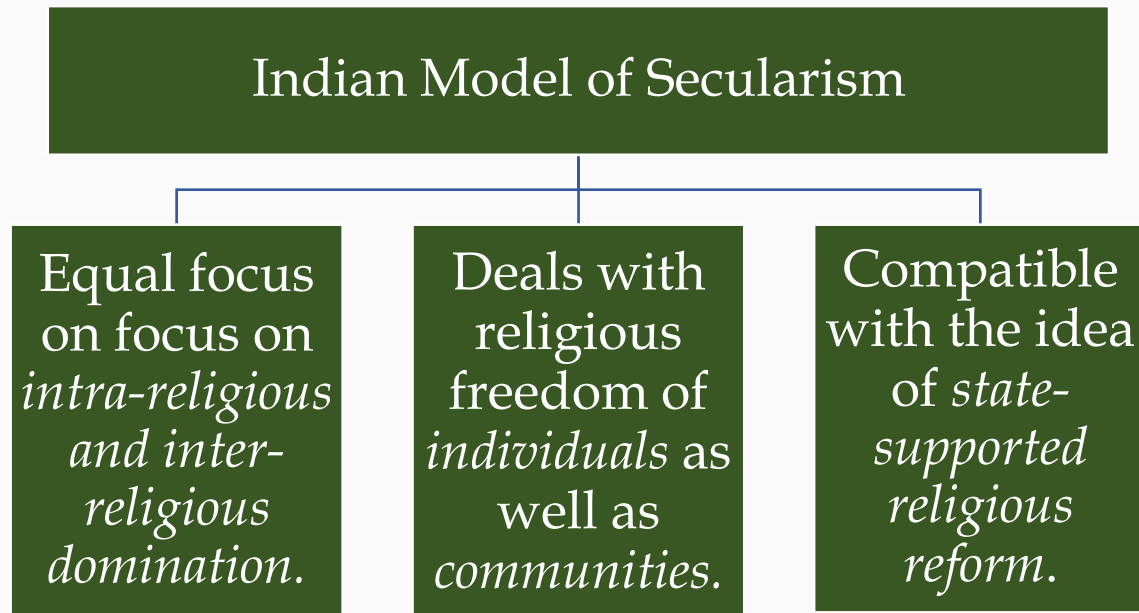 Indian Model of Secularism
Equal focus
on focus on
intra-religious
and inter-
religious
domination.
Deals with
religious
freedom of
individuals as
well as
communities.
Compatible
with the idea
of state-
supported
religious
reform.